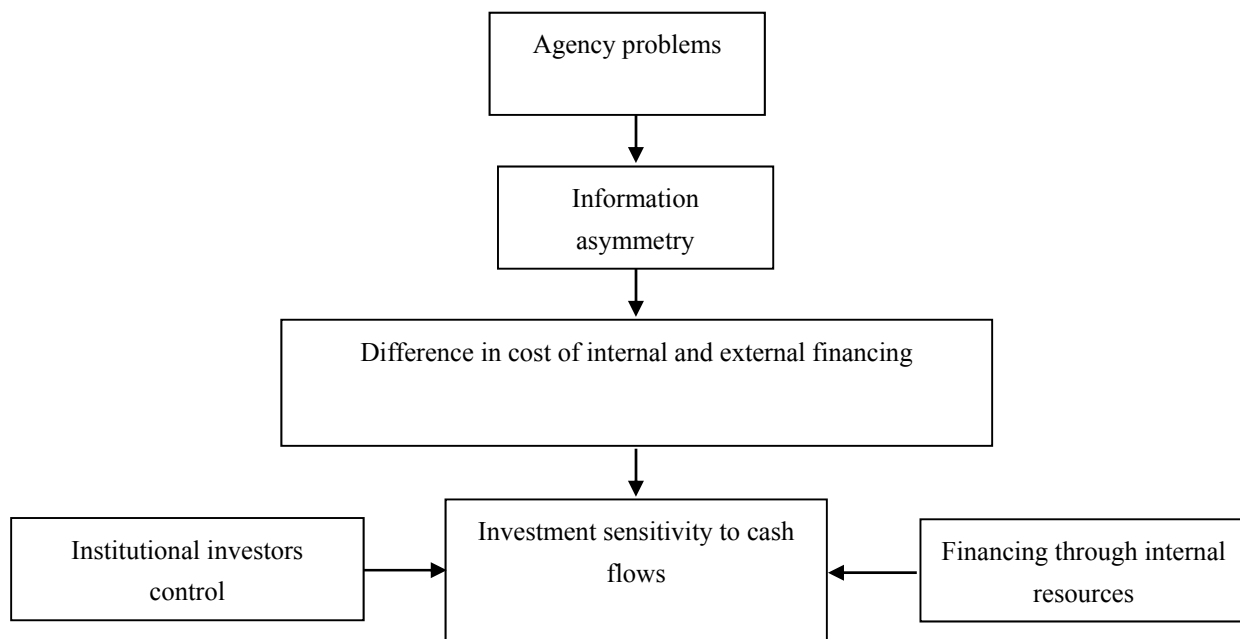 Agency problems
Information
asymmetry
Difference in cost of internal and external financing
Institutional investors
control
Investment sensitivity to cash
flows
Financing through internal
resources